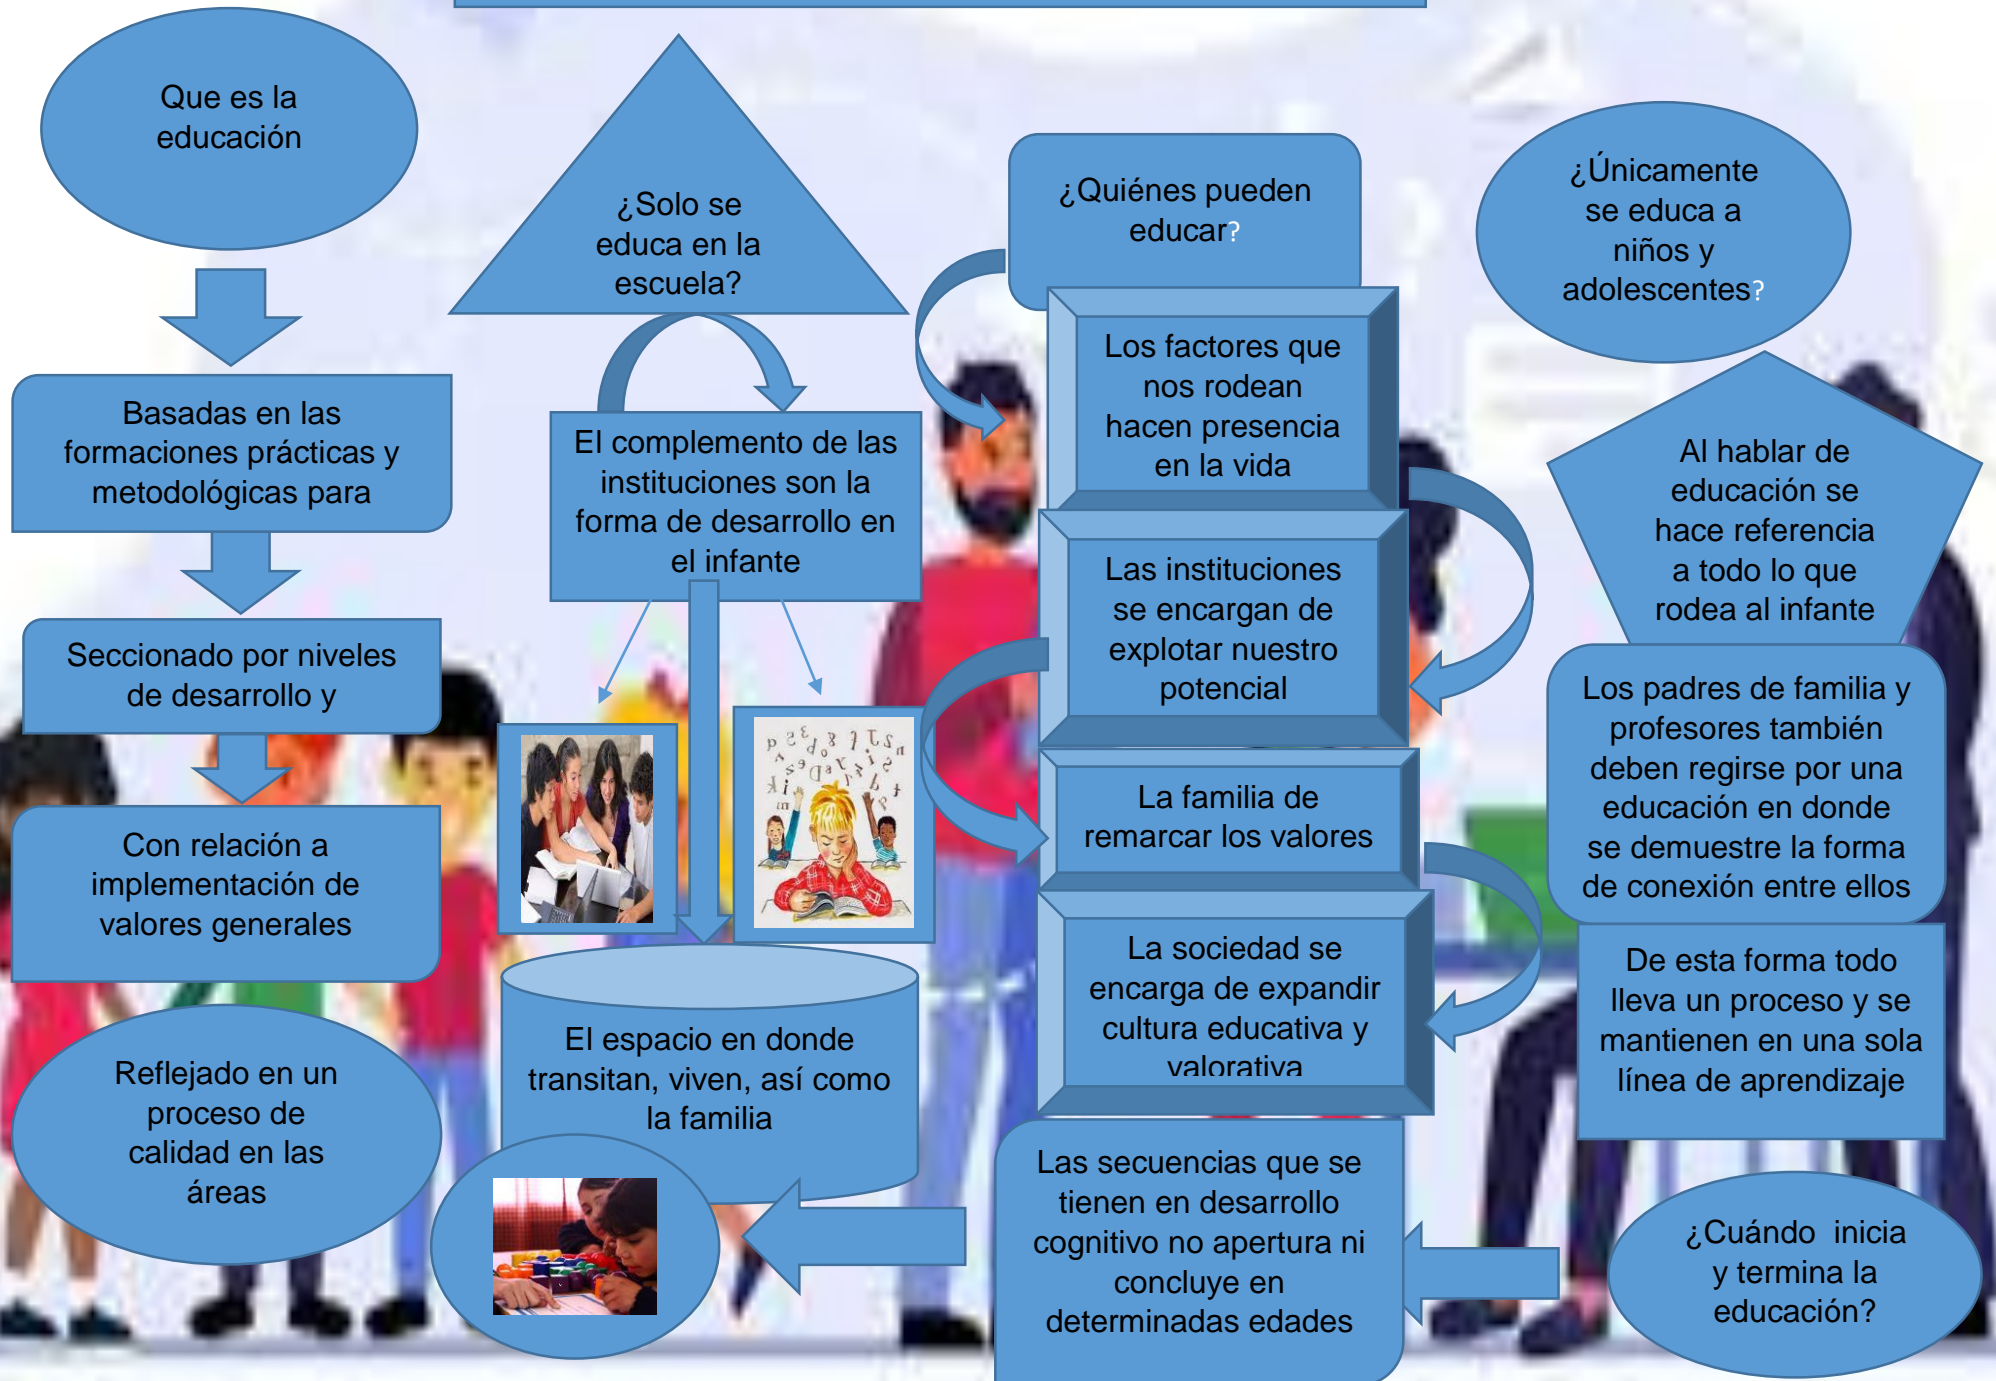 Que es la
educación
Basadas en las
formaciones prácticas y
metodológicas para
Seccionado por niveles
de desarrollo y
Con relación a
implementación de
valores generales
Reflejado en un
proceso de
calidad en las
áreas
¿Solo se
educa en la
escuela?
El complemento de las
instituciones son la
forma de desarrollo en
el infante
El espacio en donde
transitan, viven, así como
la familia
¿Quiénes pueden
educar?
Los factores que
nos rodean
hacen presencia
en la vida
Las instituciones
se encargan de
explotar nuestro
potencial
La familia de
remarcar los valores
La sociedad se
encarga de expandir
cultura educativa y
valorativa
¿Únicamente
se educa a
niños y
adolescentes?
Al hablar de
educación se
hace referencia
a todo lo que
rodea al infante
Los padres de familia y
profesores también
deben regirse por una
educación en donde
se demuestre la forma
de conexión entre ellos
De esta forma todo
lleva un proceso y se
mantienen en una sola
línea de aprendizaje
¿Cuándo  inicia
y termina la
educación?
Las secuencias que se
tienen en desarrollo
cognitivo no apertura ni
concluye en
determinadas edades